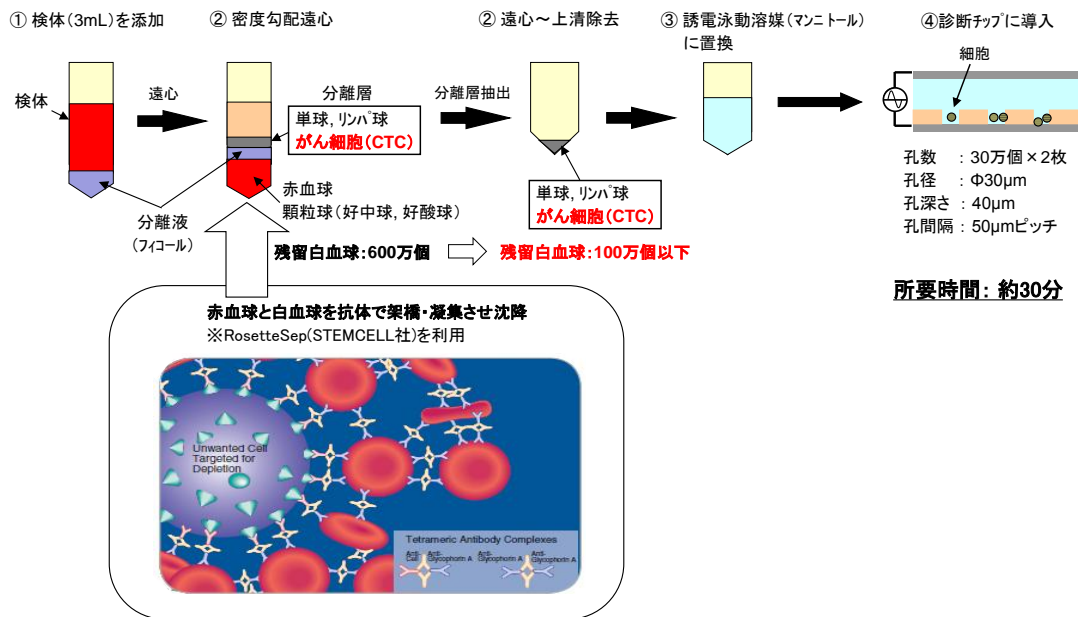 ① 検体(3mL)を添加
② 密度勾配遠心
② 遠心～上清除去
③ 誘電泳動溶媒(マンニトール)
に置換
④診断チップに導入
検体
遠心
分離層
単球, リンパ球
がん細胞(CTC)
分離層抽出
細胞
分離液
(フィコール)
赤血球
顆粒球(好中球, 好酸球)
単球, リンパ球
がん細胞(CTC)
孔数 : 30万個×2枚
孔径 : Φ30μm
孔深さ : 40μm
孔間隔 : 50μmピッチ
残留白血球:600万個
残留白血球:100万個以下
所要時間: 約30分
赤血球と白血球を抗体で架橋・凝集させ沈降
※RosetteSep(STEMCELL社)を利用
Unwanted Cell
Targeted for
Depletion
Tetrameric Antibody Complexes
Anti-Cell Anti-Glycophorin A Anti-Glycophorin A Anti-Glycophorin A